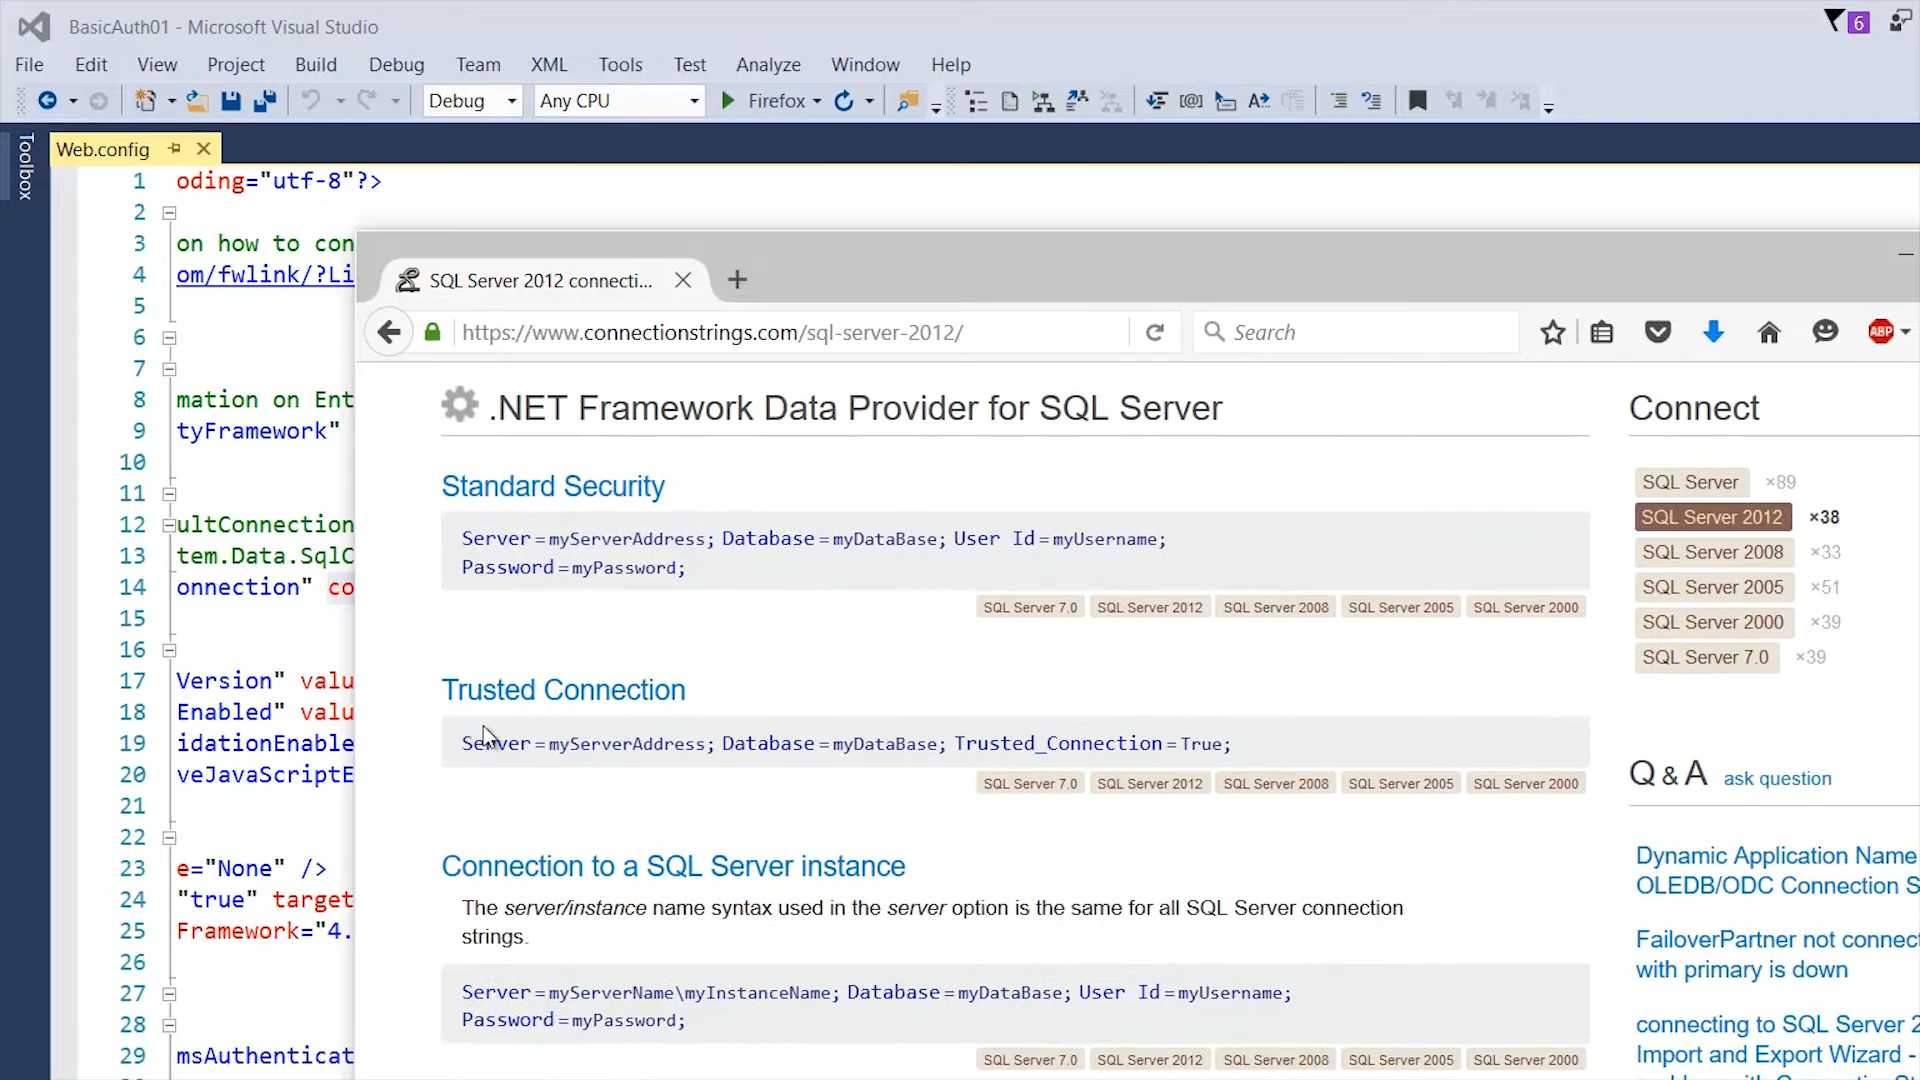 BasicAuth01 - Microsoft Visual Studio
6
File Edit View Project Build Debug Team XML Tools Test Analyze Window Help
Debug Any CPU Firefox
Toolbox
Web.config
1 oding="utf-8"?>
2
3 on how to con
4 om/fwlink/?Li
5
6
7
8 mation on Ent
9 tyFramework"
10
11
12 ultConnection
13 tem.Data.SqlC
14 onnection" co
15
16
17 Version" valu
18 Enabled" valu
19 idationEnable
20 veJavaScriptE
21
22
23 e="None" />
24 "true" target
25 Framework="4.
26
27
28
29 msAuthenticat
SQL Server 2012 connecti...
https://www.connectionstrings.com/sql-server-2012/
Search
ABP
.NET Framework Data Provider for SQL Server
Standard Security
Server=myServerAddress; Database=myDataBase; User Id=myUsername;
Password=myPassword;
SQL Server 7.0 SQL Server 2012 SQL Server 2008 SQL Server 2005 SQL Server 2000
Trusted Connection
Server=myServerAddress; Database=myDataBase; Trusted_Connection=True;
SQL Server 7.0 SQL Server 2012 SQL Server 2008 SQL Server 2005 SQL Server 2000
Connection to a SQL Server instance
The server/instance name syntax used in the server option is the same for all SQL Server connection
strings.
Server=myServerName\myInstanceName; Database=myDataBase; User Id=myUsername;
Password=myPassword;
SQL Server 7.0 SQL Server 2012 SQL Server 2008 SQL Server 2005 SQL Server 2000
Connect
SQL Server ×89
SQL Server 2012 ×38
SQL Server 2008 ×33
SQL Server 2005 ×51
SQL Server 2000 ×39
SQL Server 7.0 ×39
Q & A ask question
Dynamic Application Name
OLEDB/ODC Connection S
FailoverPartner not connect
with primary is down
connecting to SQL Server 2
Import and Export Wizard -